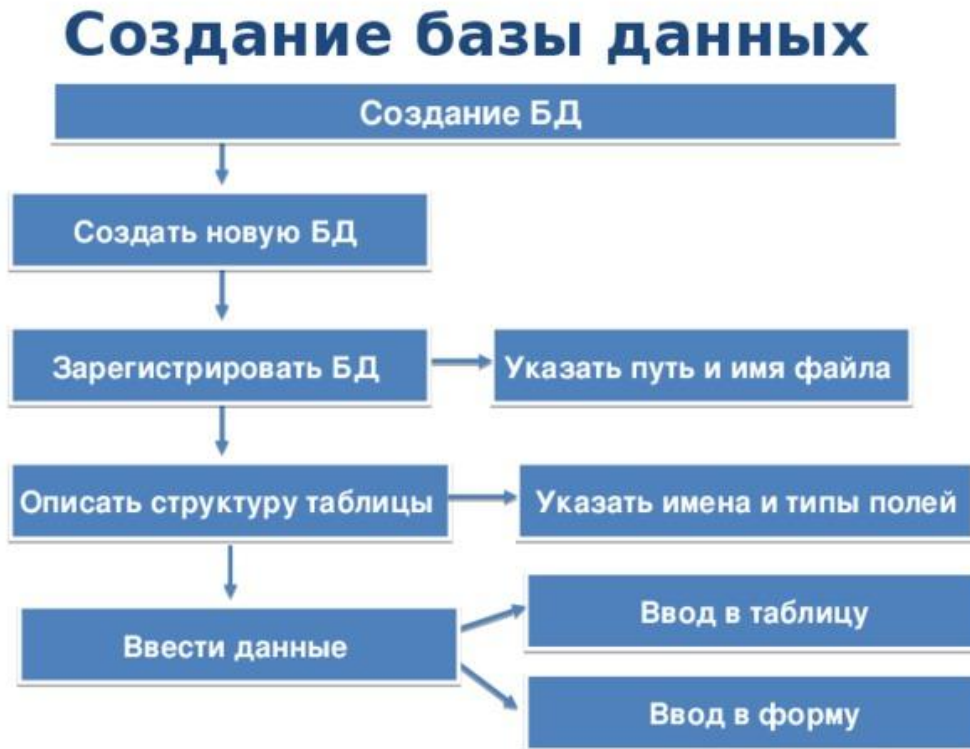 Создание базы данных
Создание БД
Создать новую БД
Зарегистрировать БД
Указать путь и имя файла
Описать структуру таблицы
Указать имена и типы полей
Ввести данные
Ввод в таблицу
Ввод в форму